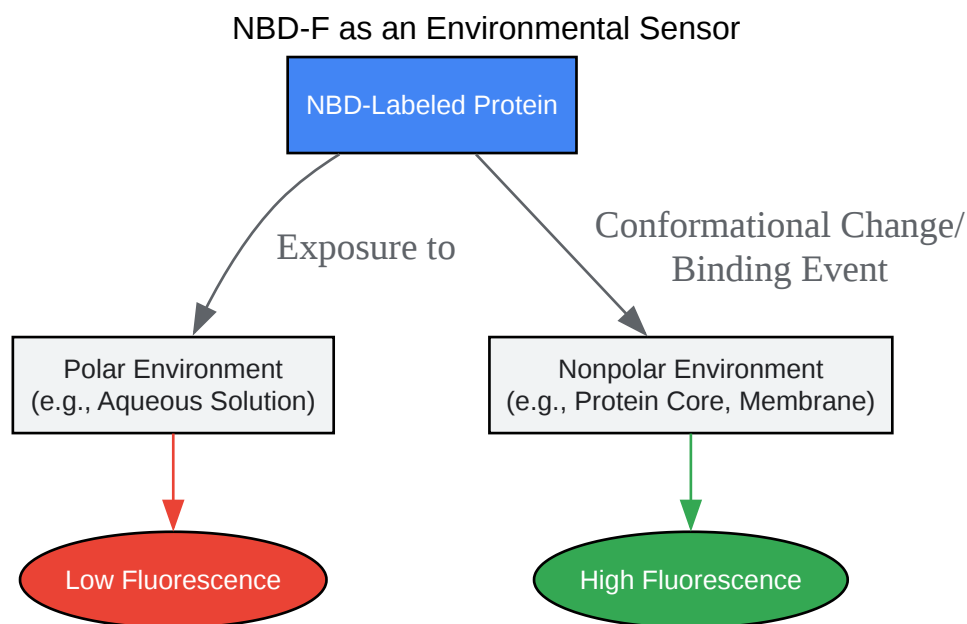 NBD-F as an Environmental Sensor
NBD-Labeled Protein
Exposure to
Conformational Change/
Binding Event
Polar Environment
(e.g., Aqueous Solution)
Nonpolar Environment
(e.g., Protein Core, Membrane)
Low Fluorescence
High Fluorescence